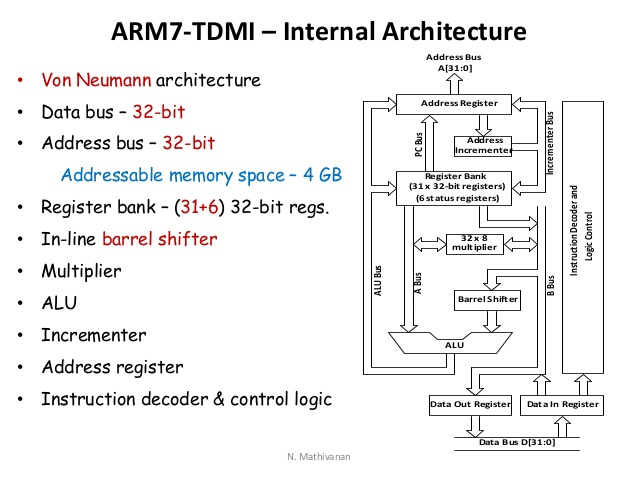 ARM7-TDMI – Internal Architecture
• Von Neumann architecture
• Data bus – 32-bit
• Address bus – 32-bit
Addressable memory space – 4 GB
• Register bank – (31+6) 32-bit regs.
• In-line barrel shifter
• Multiplier
• ALU
• Incrementer
• Address register
• Instruction decoder & control logic
Address Bus
A[31:0]
Address Register
PC Bus
Address
Incrementer
Incrementer Bus
Register Bank
(31 x 32-bit registers)
(6 status registers)
32 x 8
multiplier
ALU Bus
A Bus
B Bus
Barrel Shifter
ALU
Instruction Decoder and
Logic Control
Data Out Register
Data In Register
Data Bus D[31:0]
N. Mathivanan